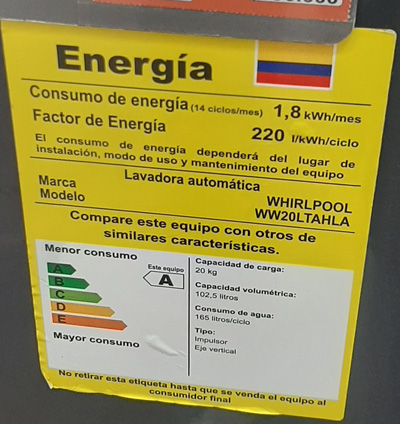 Energía
Consumo de energía (14 ciclos/mes) 1,8 kWh/mes
Factor de Energía 220 l/kWh/ciclo
El consumo de energía dependerá del lugar de
instalación, modo de uso y mantenimiento del equipo
Lavadora automática
Marca WHIRLPOOL
Modelo WW20LTAHLA
Compare este equipo con otros de
similares características.
Menor consumo
Este equipo
A A
B
C
D
E
Mayor consumo
Capacidad de carga:
20 kg
Capacidad volumétrica:
102,5 litros
Consumo de agua:
165 litros/ciclo
Tipo:
Impulsor
Eje vertical
No retirar esta etiqueta hasta que se venda el equipo al
consumidor final